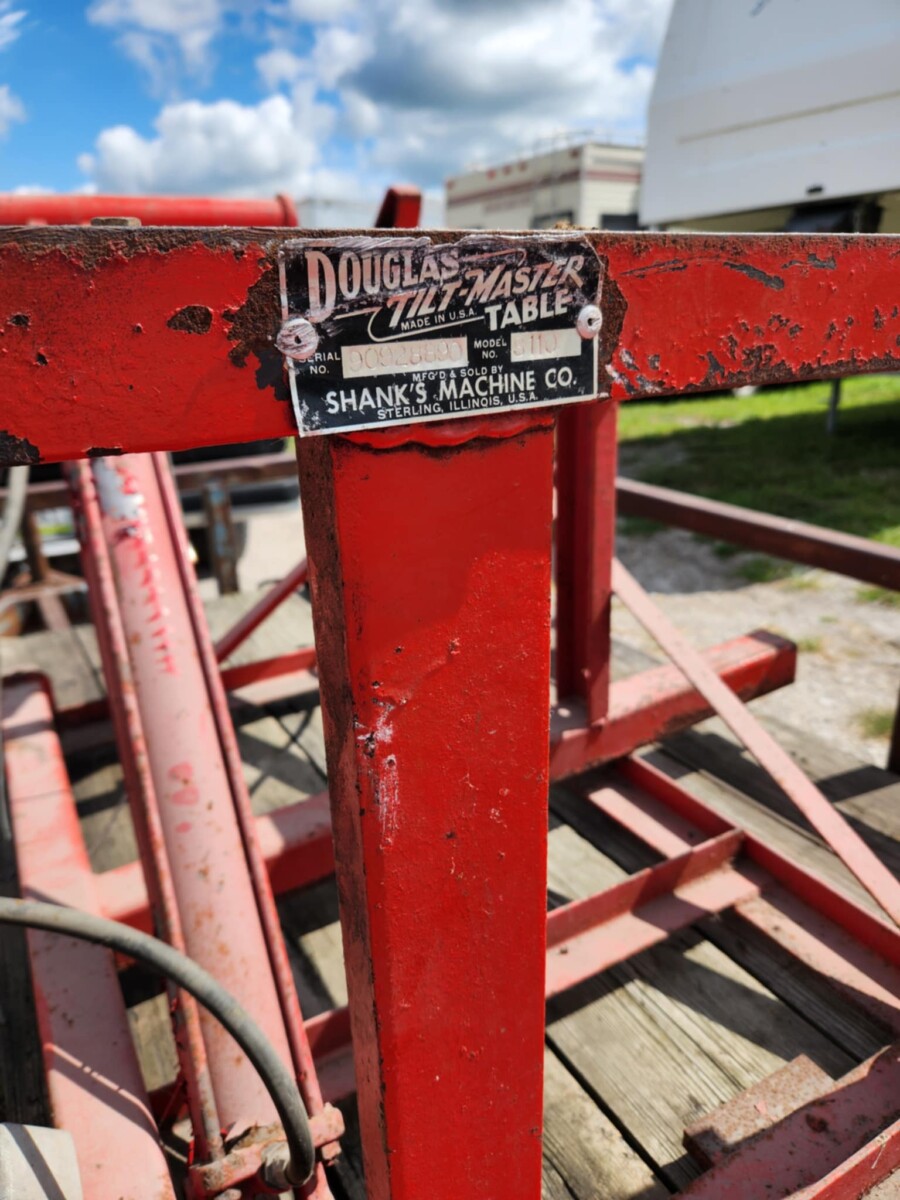 DOUGLAS
TILT-MASTER
TABLE
MADE IN U.S.A.
SERIAL NO. MODEL NO.
MFG'D & SOLD BY
SHANK'S MACHINE CO.
STERLING, ILLINOIS, U.S.A.